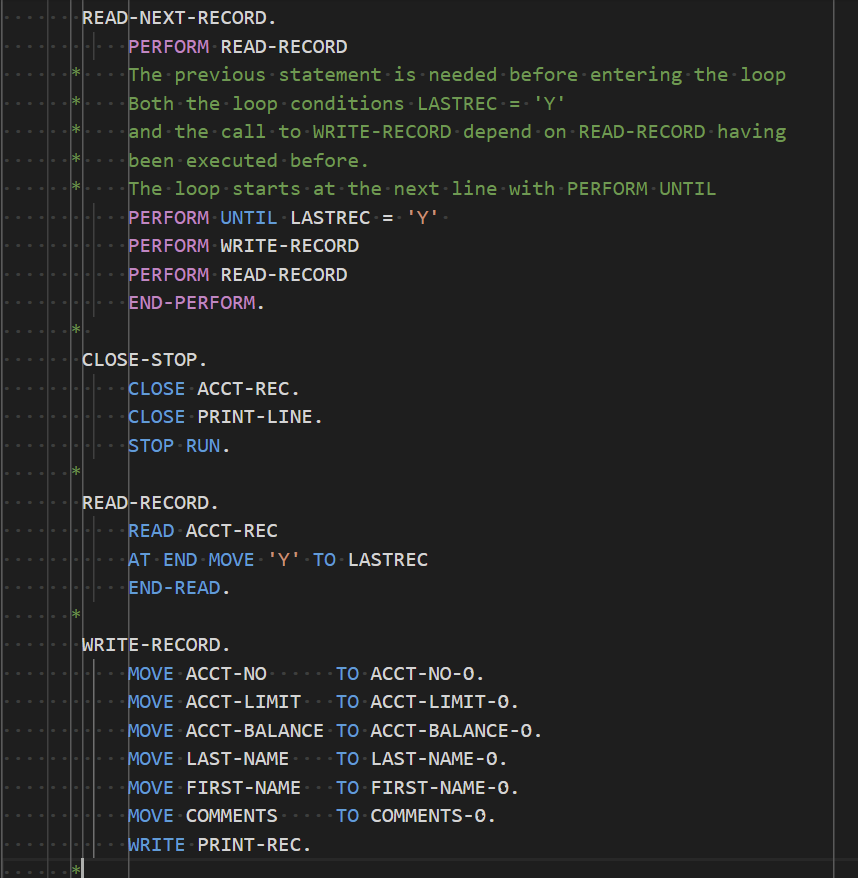 READ-NEXT-RECORD.
PERFORM READ-RECORD
* The previous statement is needed before entering the loop
* Both the loop conditions LASTREC = 'Y'
* and the call to WRITE-RECORD depend on READ-RECORD having
* been executed before.
* The loop starts at the next line with PERFORM UNTIL
PERFORM UNTIL LASTREC = 'Y'
PERFORM WRITE-RECORD
PERFORM READ-RECORD
END-PERFORM.
*
CLOSE-STOP.
CLOSE ACCT-REC.
CLOSE PRINT-LINE.
STOP RUN.
*
READ-RECORD.
READ ACCT-REC
AT END MOVE 'Y' TO LASTREC
END-READ.
*
WRITE-RECORD.
MOVE ACCT-NO TO ACCT-NO-O.
MOVE ACCT-LIMIT TO ACCT-LIMIT-O.
MOVE ACCT-BALANCE TO ACCT-BALANCE-O.
MOVE LAST-NAME TO LAST-NAME-O.
MOVE FIRST-NAME TO FIRST-NAME-O.
MOVE COMMENTS TO COMMENTS-O.
WRITE PRINT-REC.
*